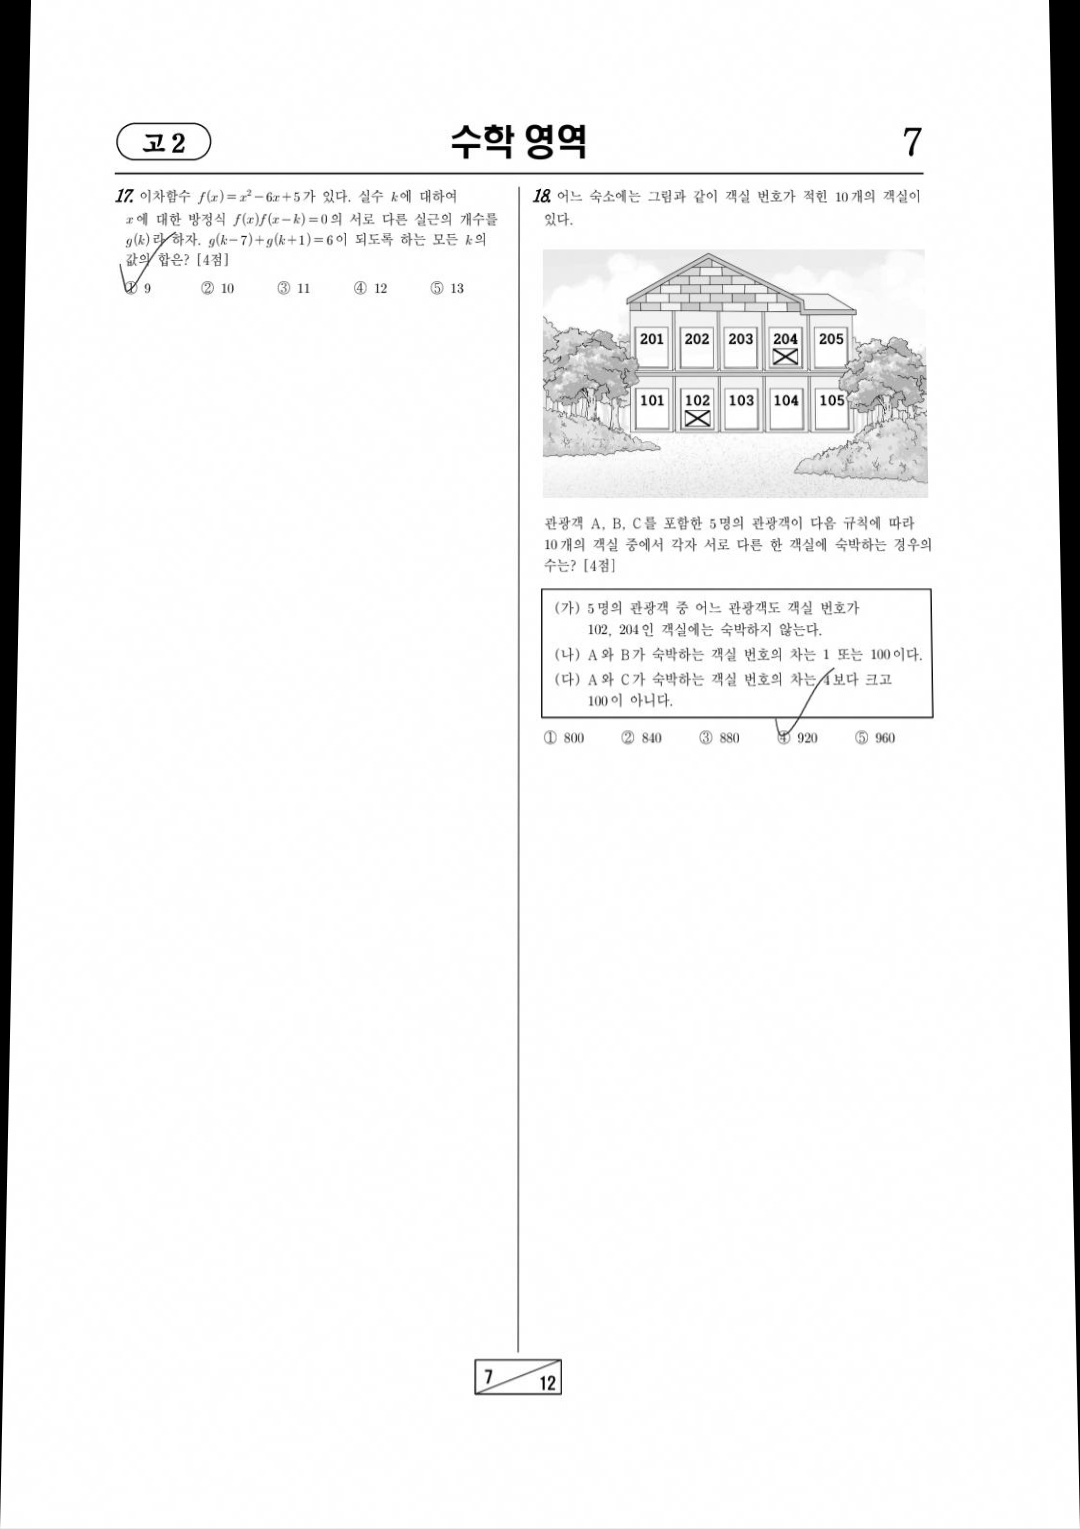 고 2
수학 영역
7
17. 이차함수 f(x)=x²−6x+5가 있다. 실수 k에 대하여
x에 대한 방정식 f(x)f(x−k)=0의 서로 다른 실근의 개수를
g(k)라 하자. g(k−7)+g(k+1)=6이 되도록 하는 모든 k의
값의 합은? [4점]
① 9 ② 10 ③ 11 ④ 12 ⑤ 13
18. 어느 숙소에는 그림과 같이 객실 번호가 적힌 10개의 객실이
있다.
201 202 203 204 205
101 102 103 104 105
관광객 A, B, C를 포함한 5명의 관광객이 다음 규칙에 따라
10개의 객실 중에서 각자 서로 다른 한 객실에 숙박하는 경우의
수는? [4점]
(가) 5명의 관광객 중 어느 관광객도 객실 번호가
102, 204인 객실에는 숙박하지 않는다.
(나) A와 B가 숙박하는 객실 번호의 차는 1 또는 100이다.
(다) A와 C가 숙박하는 객실 번호의 차는 4보다 크고
100이 아니다.
① 800 ② 840 ③ 880 ④ 920 ⑤ 960
7
12